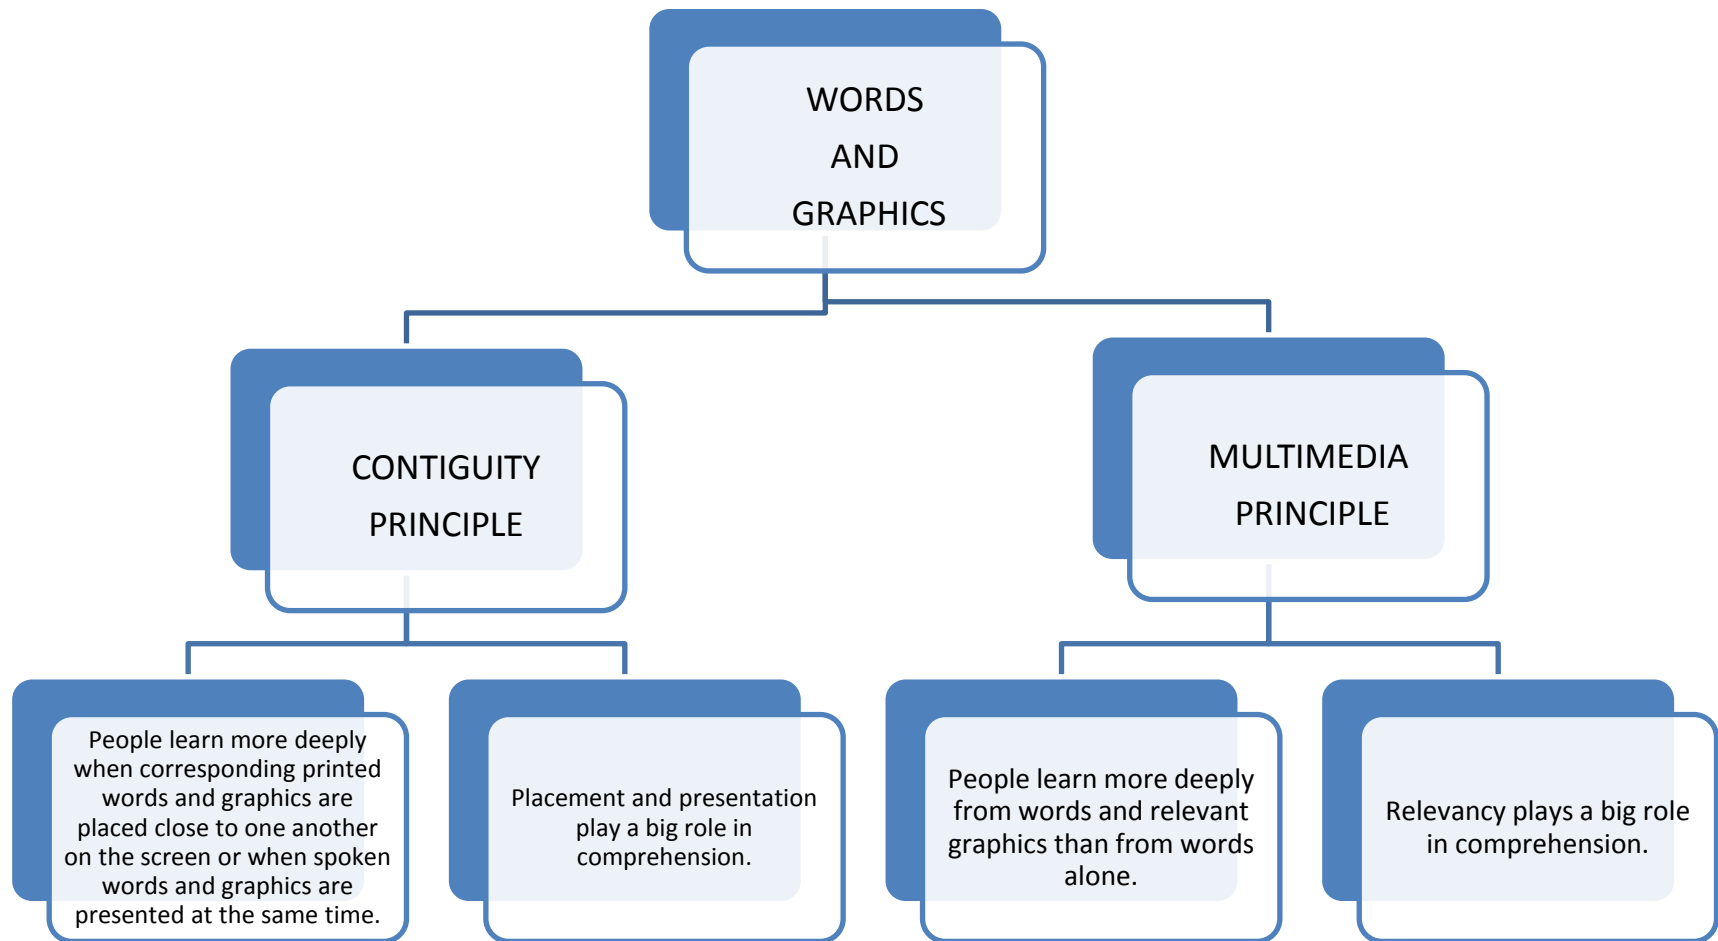 WORDS
AND
GRAPHICS
CONTIGUITY
PRINCIPLE
MULTIMEDIA
PRINCIPLE
People learn more deeply
when corresponding printed
words and graphics are
placed close to one another
on the screen or when spoken
words and graphics are
presented at the same time.
Placement and presentation
play a big role in
comprehension.
People learn more deeply
from words and relevant
graphics than from words
alone.
Relevancy plays a big role
in comprehension.